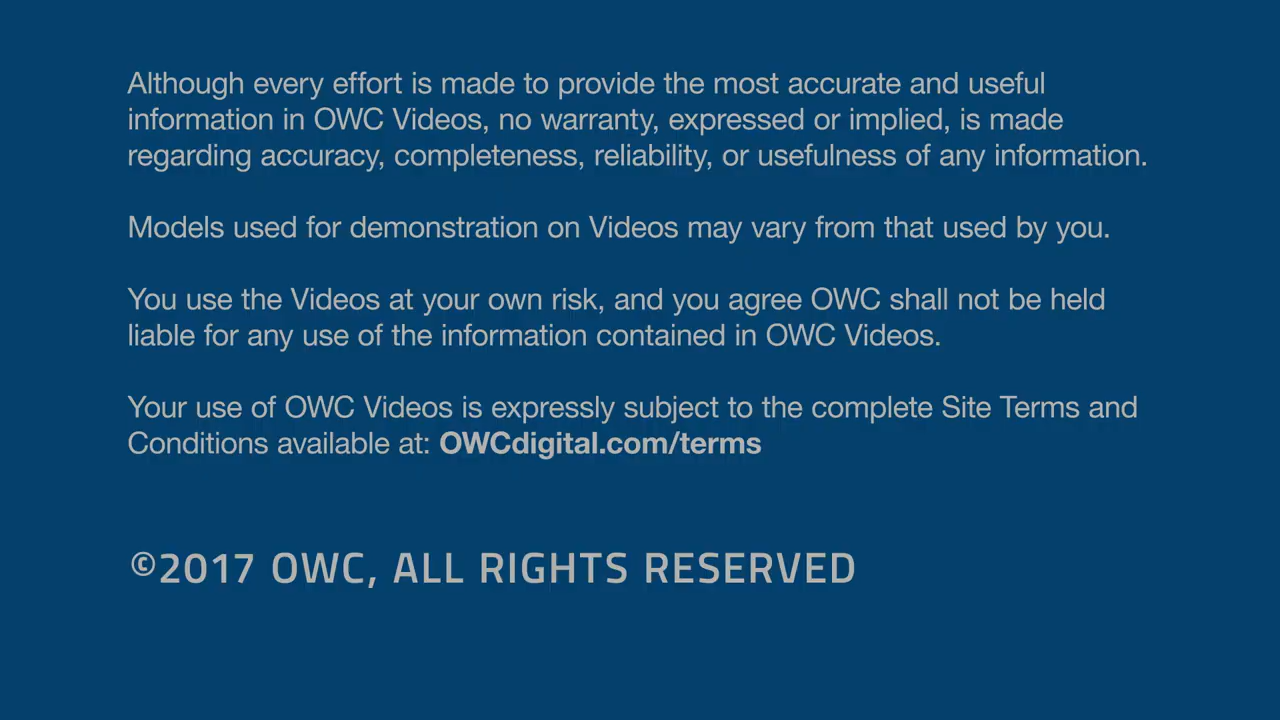 Although every effort is made to provide the most accurate and useful
information in OWC Videos, no warranty, expressed or implied, is made
regarding accuracy, completeness, reliability, or usefulness of any information.
Models used for demonstration on Videos may vary from that used by you.
You use the Videos at your own risk, and you agree OWC shall not be held
liable for any use of the information contained in OWC Videos.
Your use of OWC Videos is expressly subject to the complete Site Terms and
Conditions available at: OWCdigital.com/terms
©2017 OWC, ALL RIGHTS RESERVED